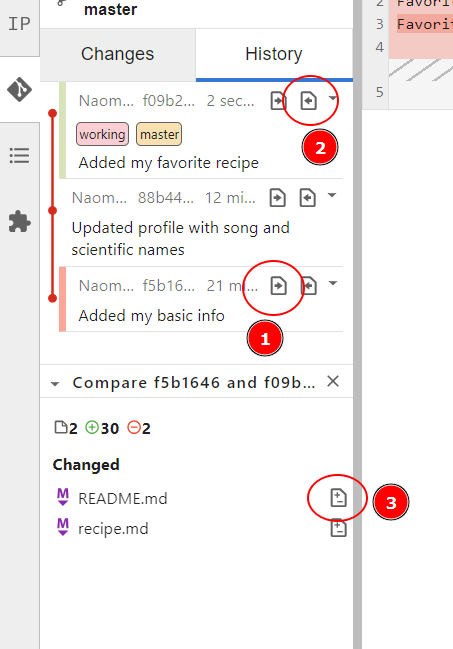 IP
master
Changes History
Naom... f09b2... 2 sec...
working master
2
Added my favorite recipe
Naom... 88b44... 12 mi...
Updated profile with song and
scientific names
Naom... f5b16... 21 mi...
Added my basic info
1
Compare f5b1646 and f09b...
2 30 2
Changed
M README.md
3
M recipe.md
2 Favorit
3 Favorit
4
5